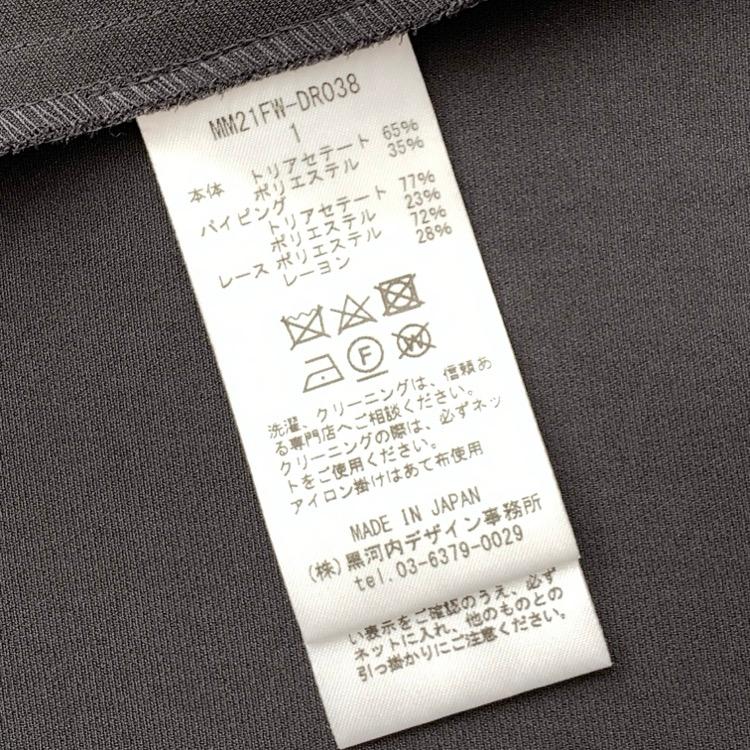 MM21FW-DR038
1
本体 トリアセテート 65%
ポリエステル 35%
パイピング
トリアセテート 77%
ポリエステル 23%
レース ポリエステル 72%
レーヨン 28%
F W
洗濯、クリーニングは、信頼あ
る専門店へご相談ください。
クリーニングの際は、必ずネッ
トをご使用ください。
アイロン掛けはあて布使用
MADE IN JAPAN
(株)黒河内デザイン事務所
tel.03-6379-0029
い表示をご確認のうえ、必ず
ネットに入れ、他のものとの
引っ掛かりにご注意ください。